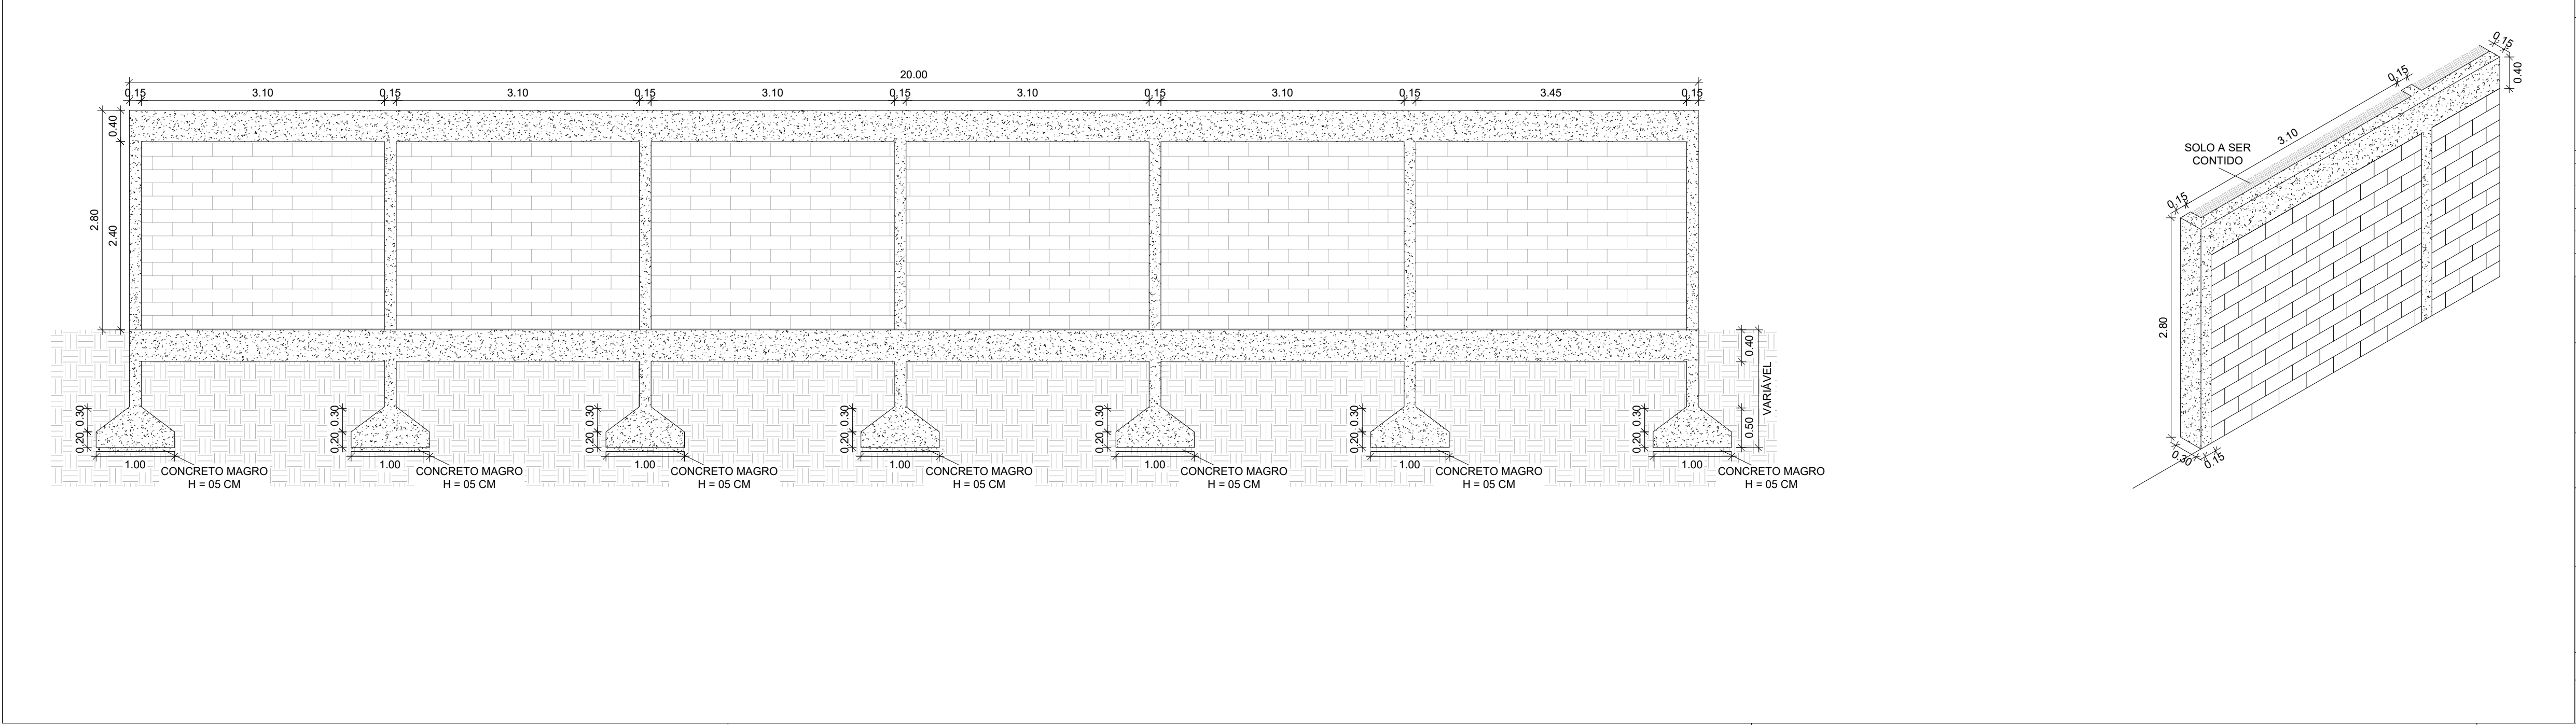 20.00
0.15 3.10 0.15 3.10 0.15 3.10 0.15 3.10 0.15 3.10 0.15 3.45 0.15
0.40
2.80
2.40
0.40
VARIÁVEL
0.50
0.30 0.30 0.30 0.30 0.30 0.30 0.30
0.20 0.20 0.20 0.20 0.20 0.20 0.20
1.00 1.00 1.00 1.00 1.00 1.00 1.00
CONCRETO MAGRO
H = 05 CM
CONCRETO MAGRO
H = 05 CM
CONCRETO MAGRO
H = 05 CM
CONCRETO MAGRO
H = 05 CM
CONCRETO MAGRO
H = 05 CM
CONCRETO MAGRO
H = 05 CM
CONCRETO MAGRO
H = 05 CM
0.15
0.40
0.15
3.10
SOLO A SER
CONTIDO
0.15
2.80
0.30
0.15